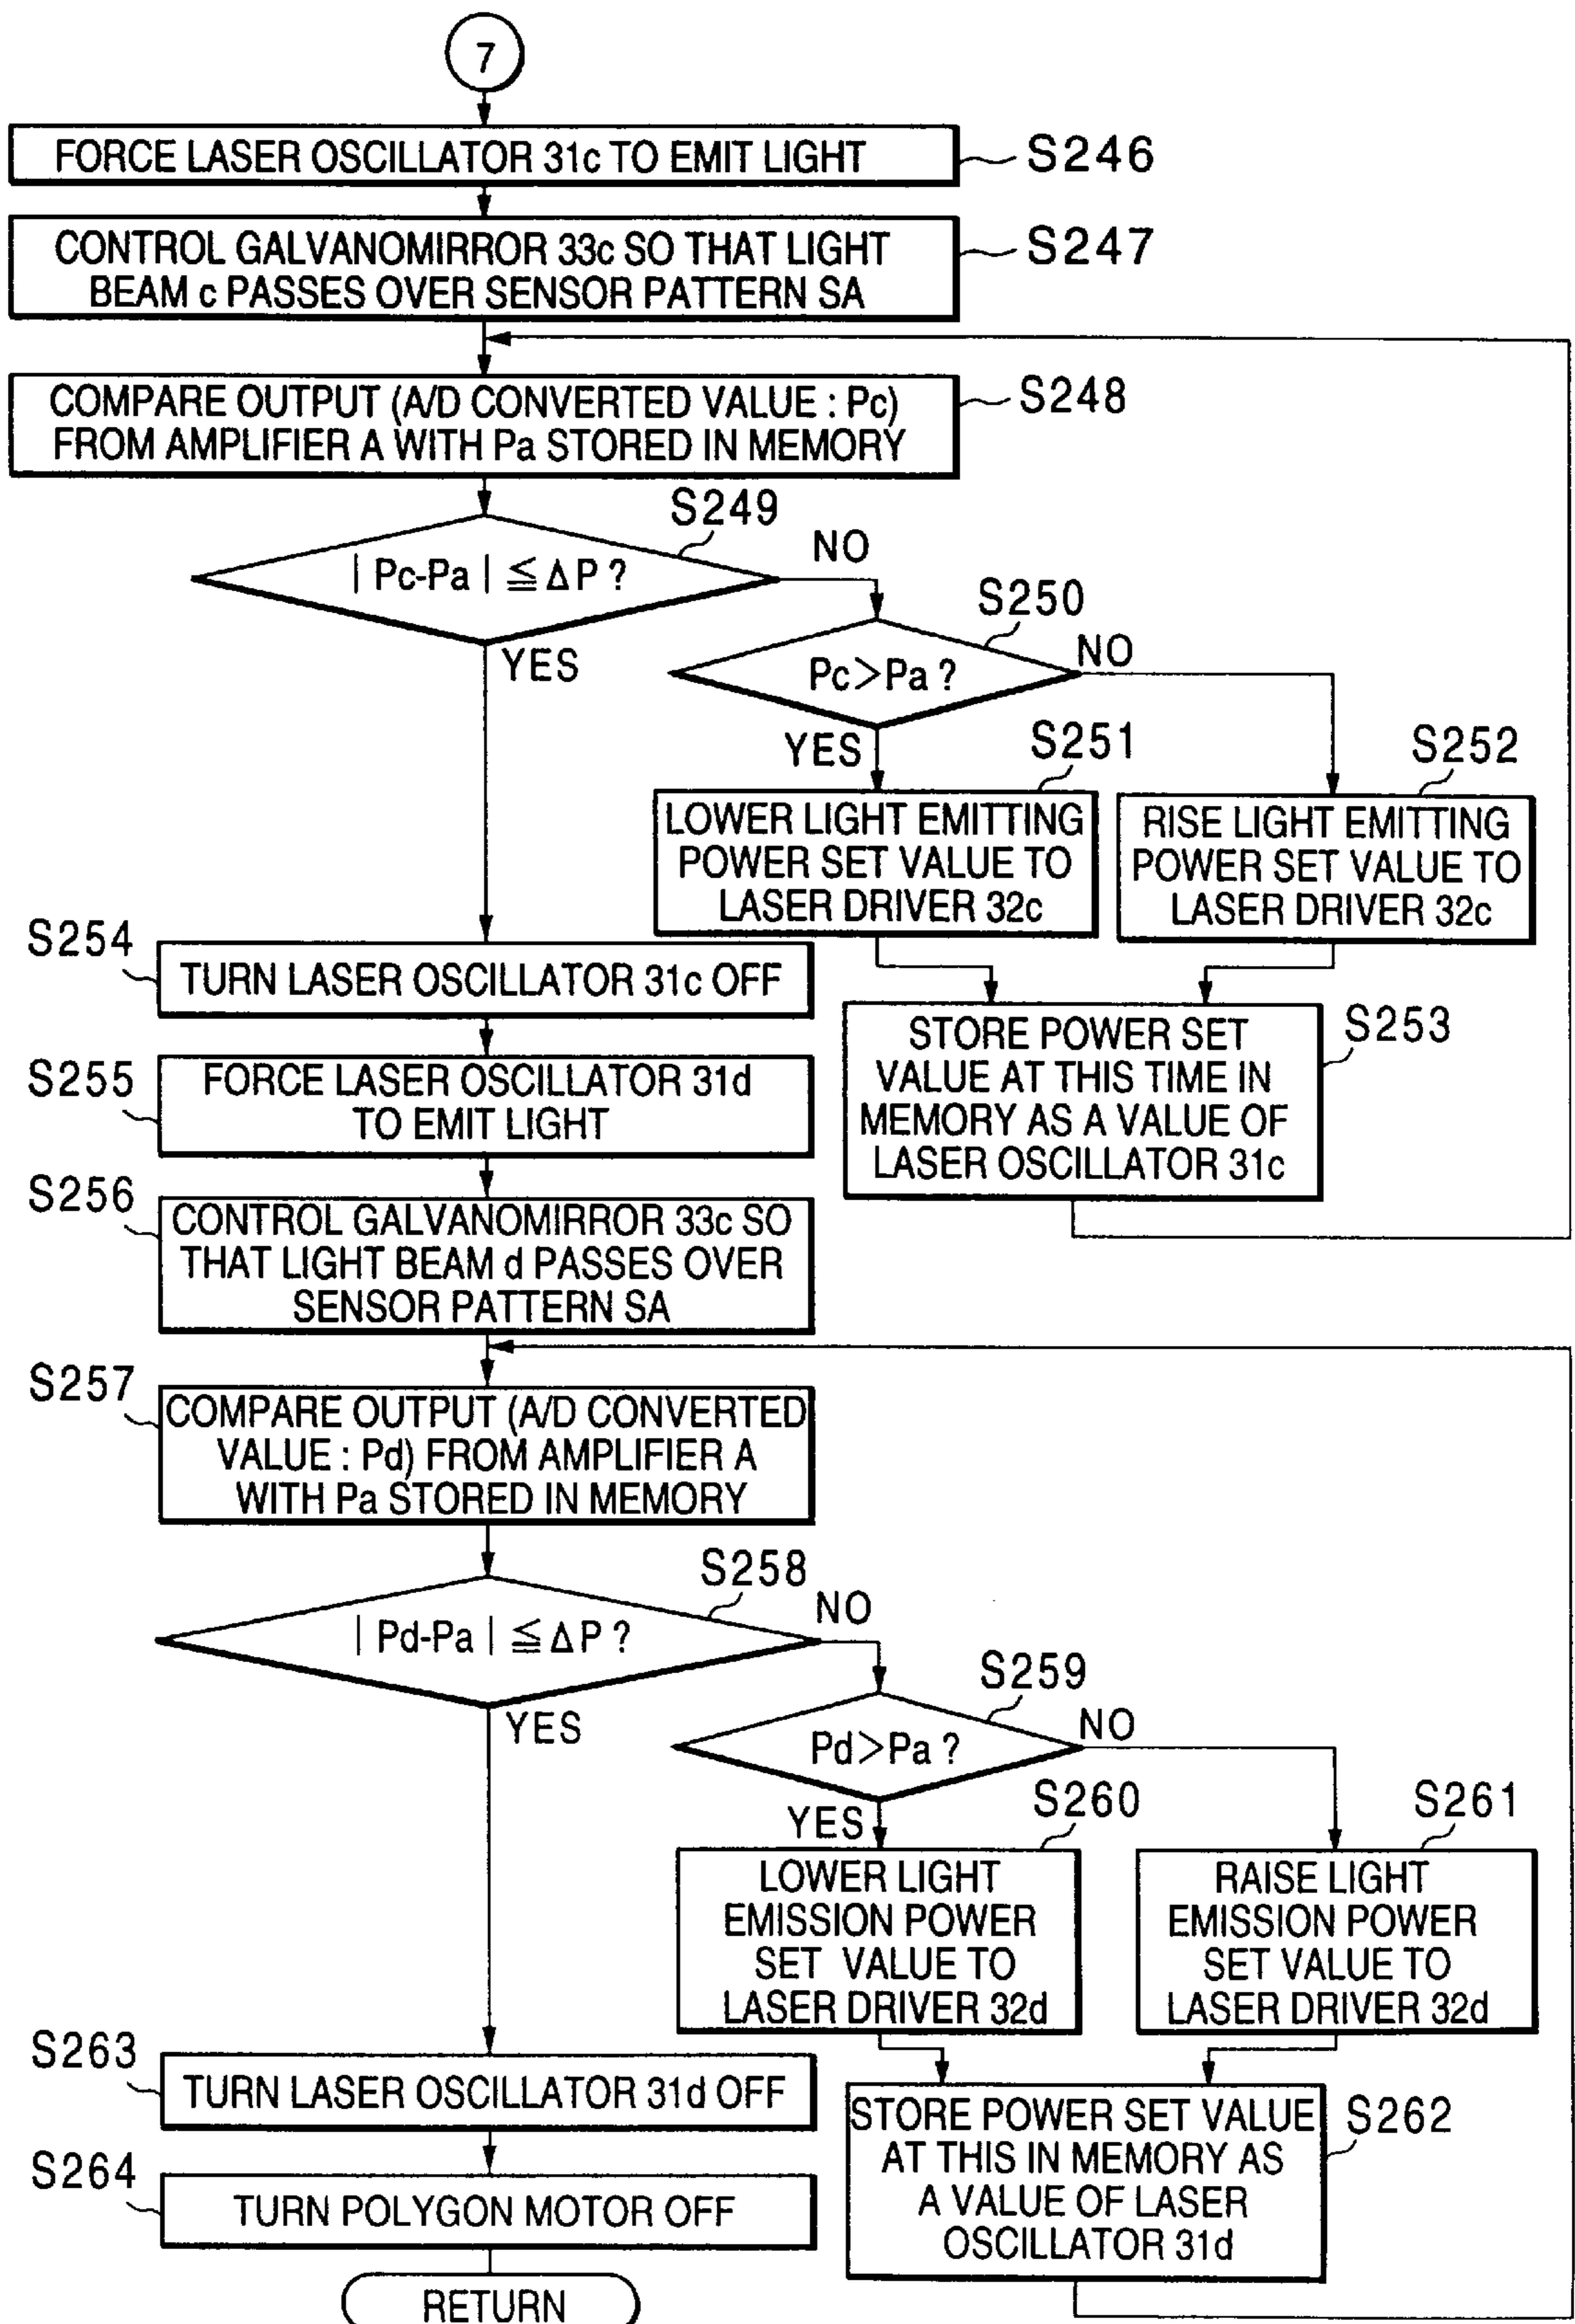 7
FORCE LASER OSCILLATOR 31c TO EMIT LIGHT
S246
CONTROL GALVANOMIRROR 33c SO THAT LIGHT
BEAM c PASSES OVER SENSOR PATTERN SA
S247
COMPARE OUTPUT (A/D CONVERTED VALUE : Pc)
FROM AMPLIFIER A WITH Pa STORED IN MEMORY
S248
S249
| Pc-Pa | ≦ ΔP ?
NO
YES
S250
Pc>Pa ?
NO
YES
S251
LOWER LIGHT EMITTING
POWER SET VALUE TO
LASER DRIVER 32c
S252
RISE LIGHT EMITTING
POWER SET VALUE TO
LASER DRIVER 32c
S253
STORE POWER SET
VALUE AT THIS TIME IN
MEMORY AS A VALUE OF
LASER OSCILLATOR 31c
S254
TURN LASER OSCILLATOR 31c OFF
S255
FORCE LASER OSCILLATOR 31d
TO EMIT LIGHT
S256
CONTROL GALVANOMIRROR 33c SO
THAT LIGHT BEAM d PASSES OVER
SENSOR PATTERN SA
S257
COMPARE OUTPUT (A/D CONVERTED
VALUE : Pd) FROM AMPLIFIER A
WITH Pa STORED IN MEMORY
S258
| Pd-Pa | ≦ ΔP ?
NO
YES
S259
Pd>Pa ?
NO
YES
S260
LOWER LIGHT
EMISSION POWER
SET VALUE TO
LASER DRIVER 32d
S261
RAISE LIGHT
EMISSION POWER
SET VALUE TO
LASER DRIVER 32d
S262
STORE POWER SET VALUE
AT THIS IN MEMORY AS
A VALUE OF LASER
OSCILLATOR 31d
S263
TURN LASER OSCILLATOR 31d OFF
S264
TURN POLYGON MOTOR OFF
RETURN